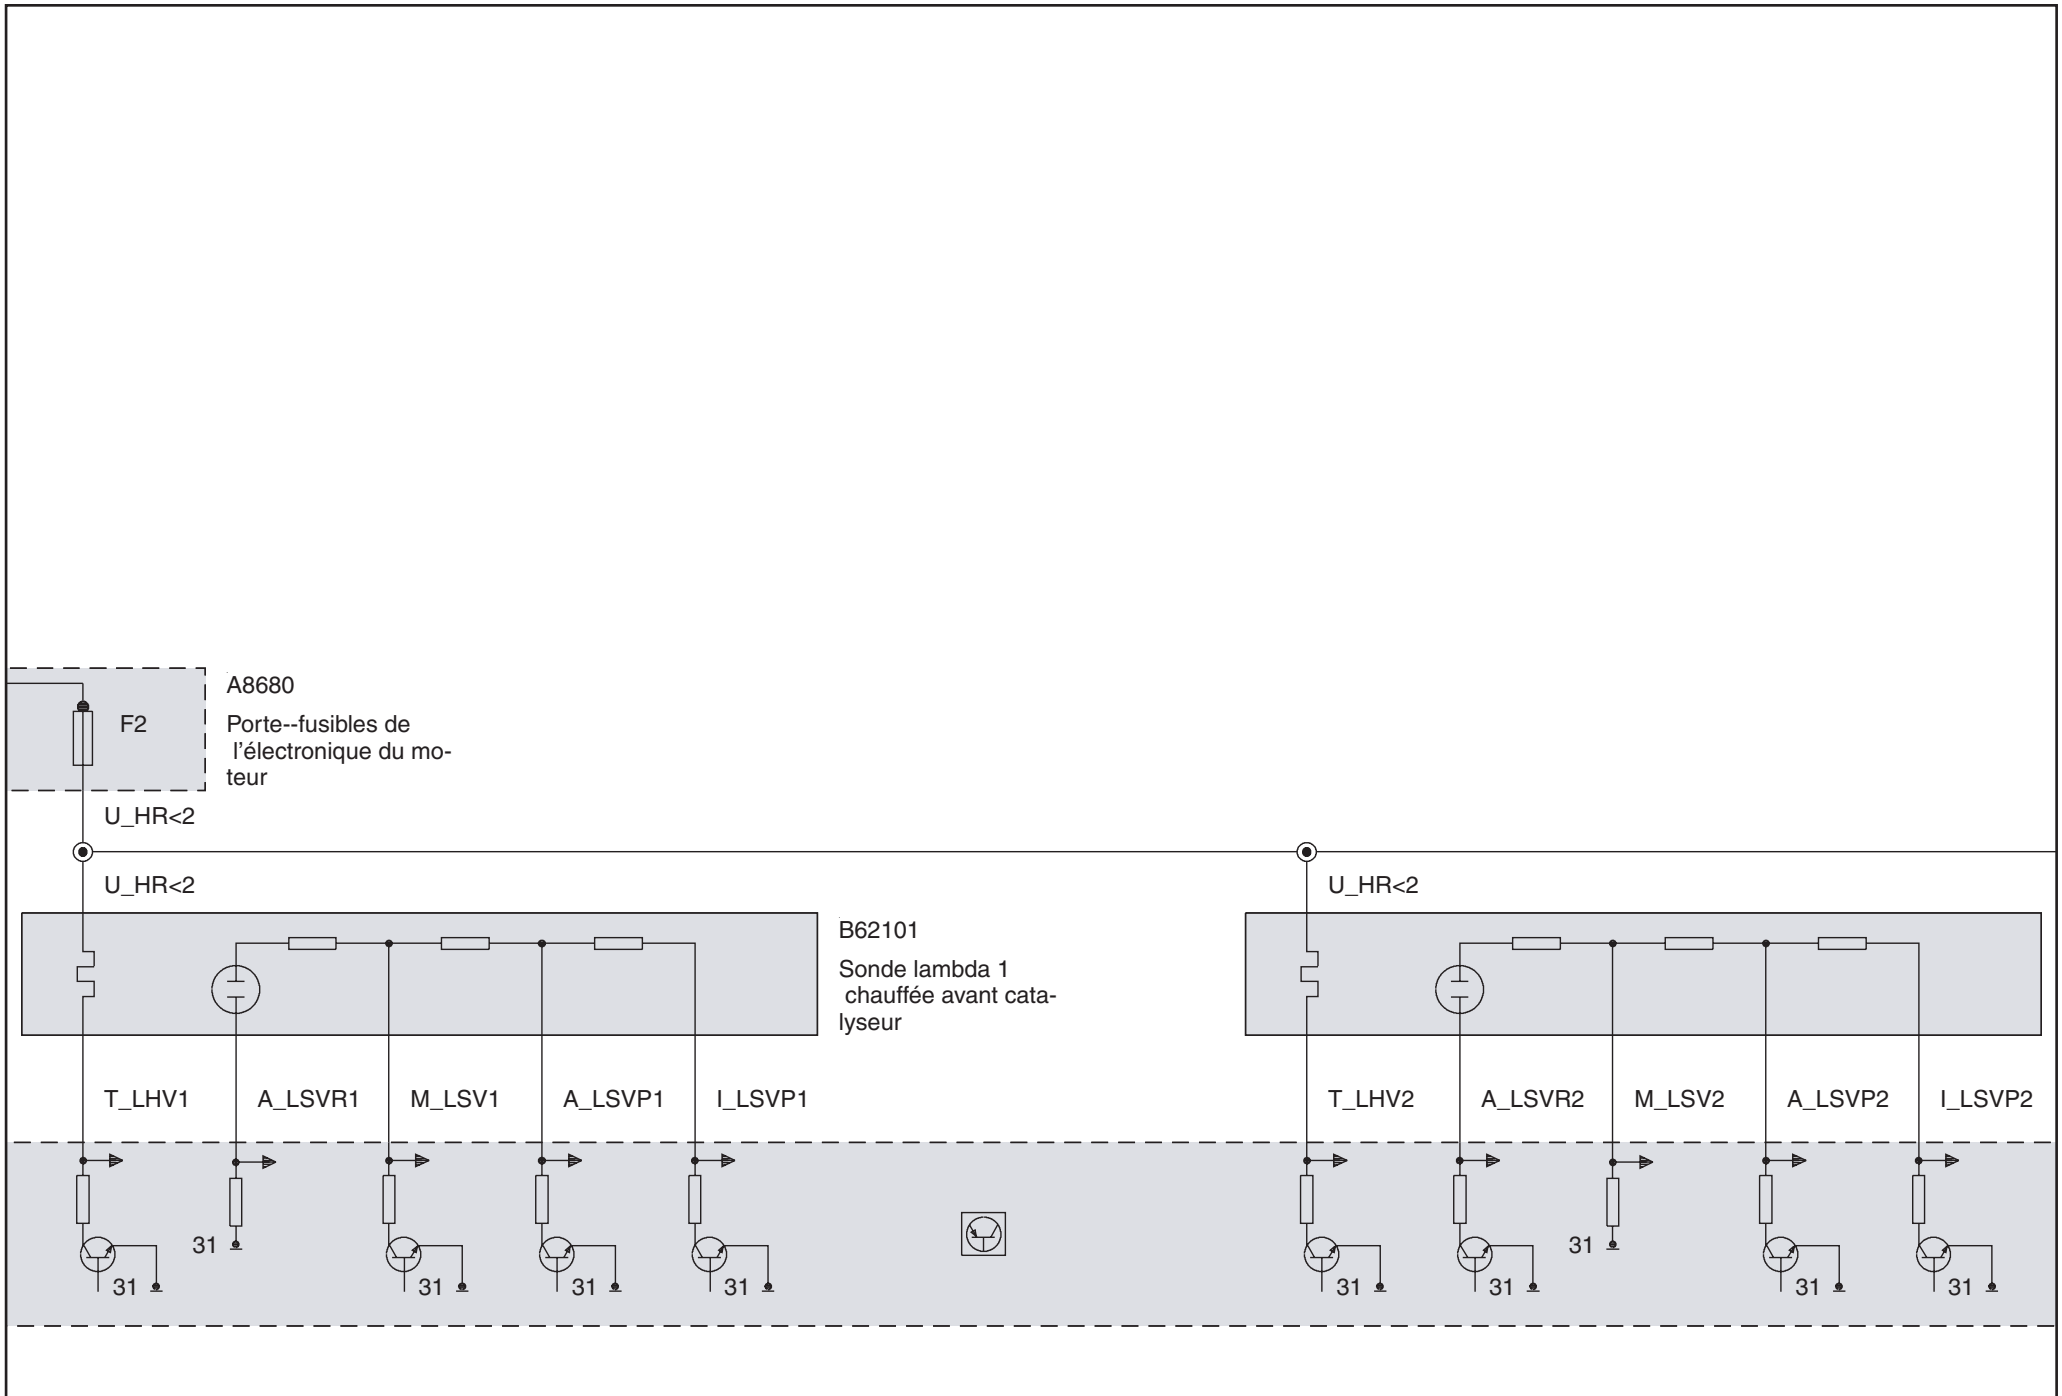 A8680
F2
Porte--fusibles de
l'électronique du mo-
teur
U_HR<2
U_HR<2
U_HR<2
B62101
Sonde lambda 1
chauffée avant cata-
lyseur
T_LHV1 A_LSVR1 M_LSV1 A_LSVP1 I_LSVP1 T_LHV2 A_LSVR2 M_LSV2 A_LSVP2 I_LSVP2
31 31
31 31 31 31 31 31 31 31